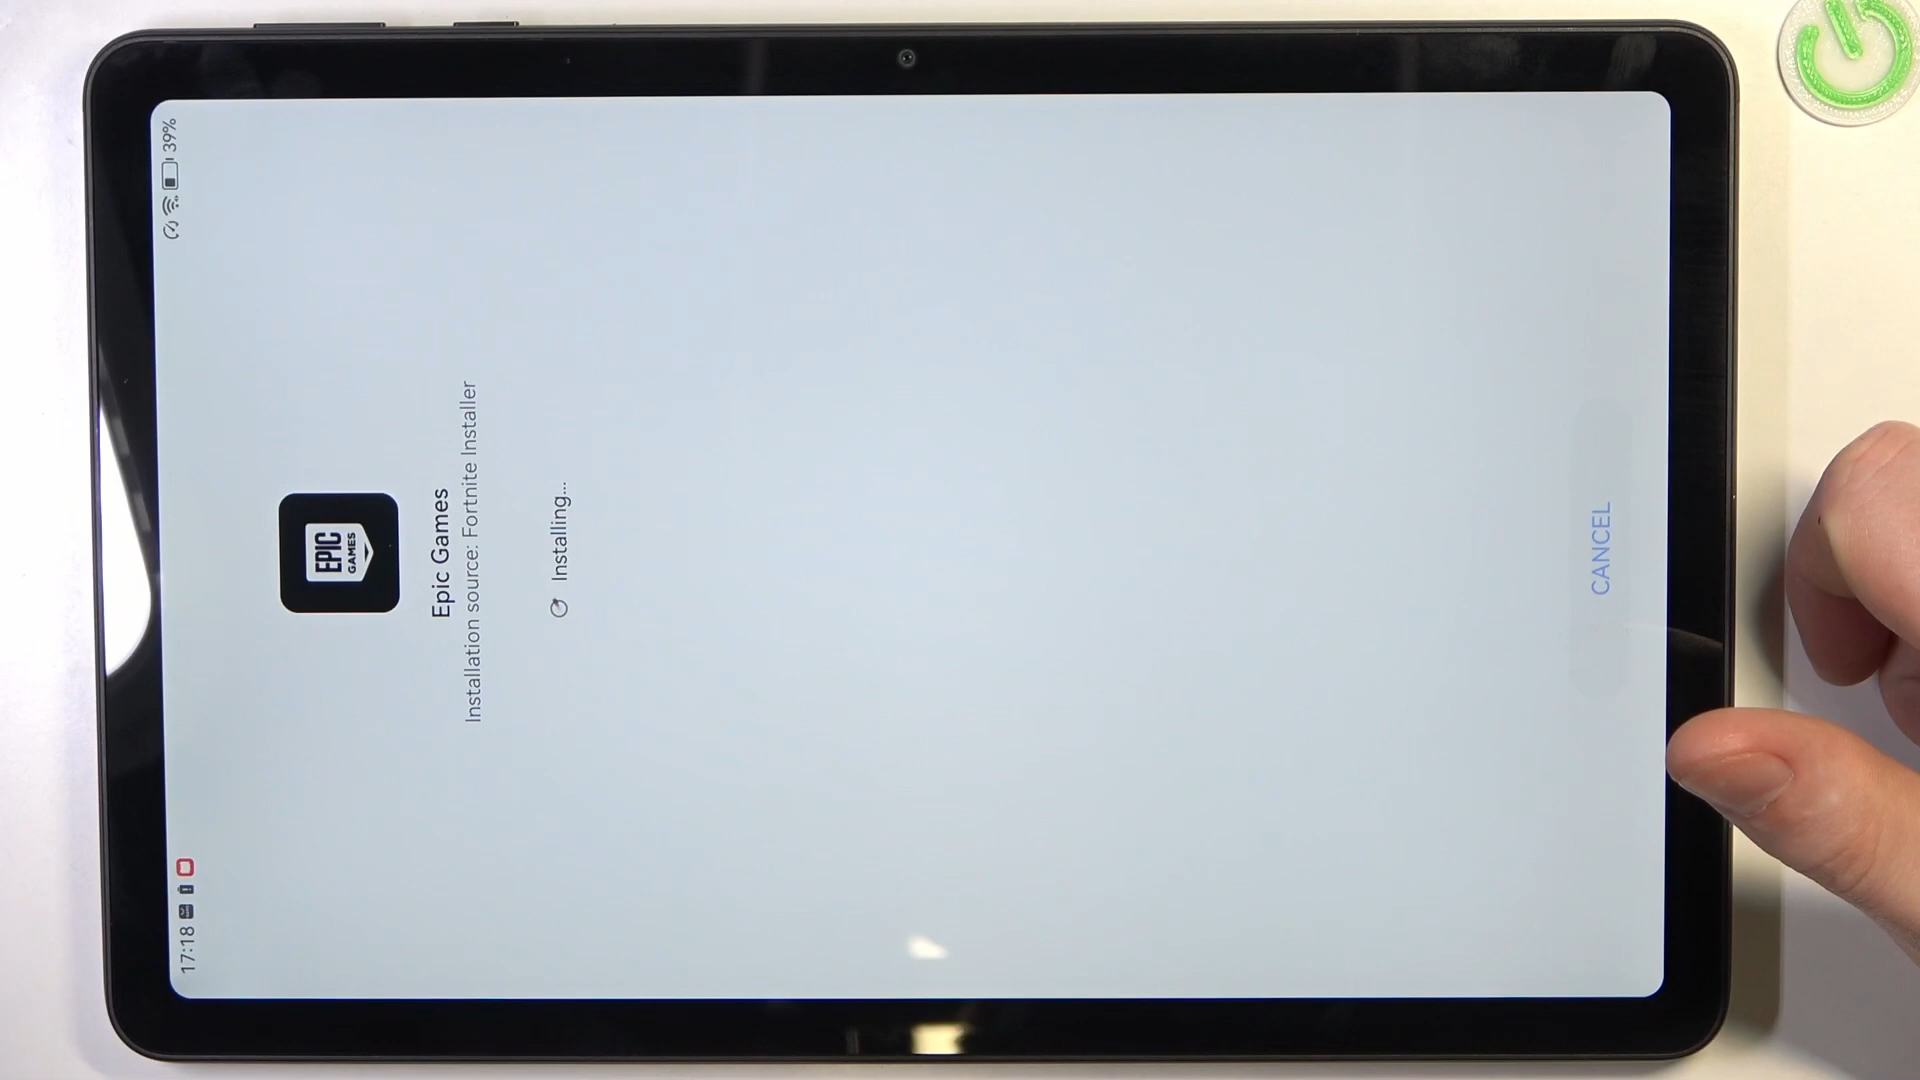 17:18
39%
EPIC
GAMES
Epic Games
Installation source: Fortnite Installer
Installing...
CANCEL